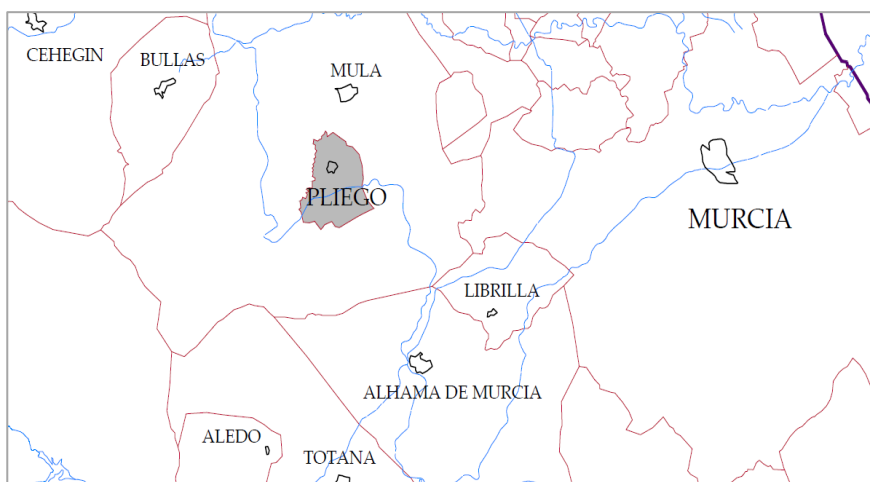 CEHEGIN
BULLAS
MULA
PLIEGO
MURCIA
LIBRILLA
ALHAMA DE MURCIA
ALEDO
TOTANA